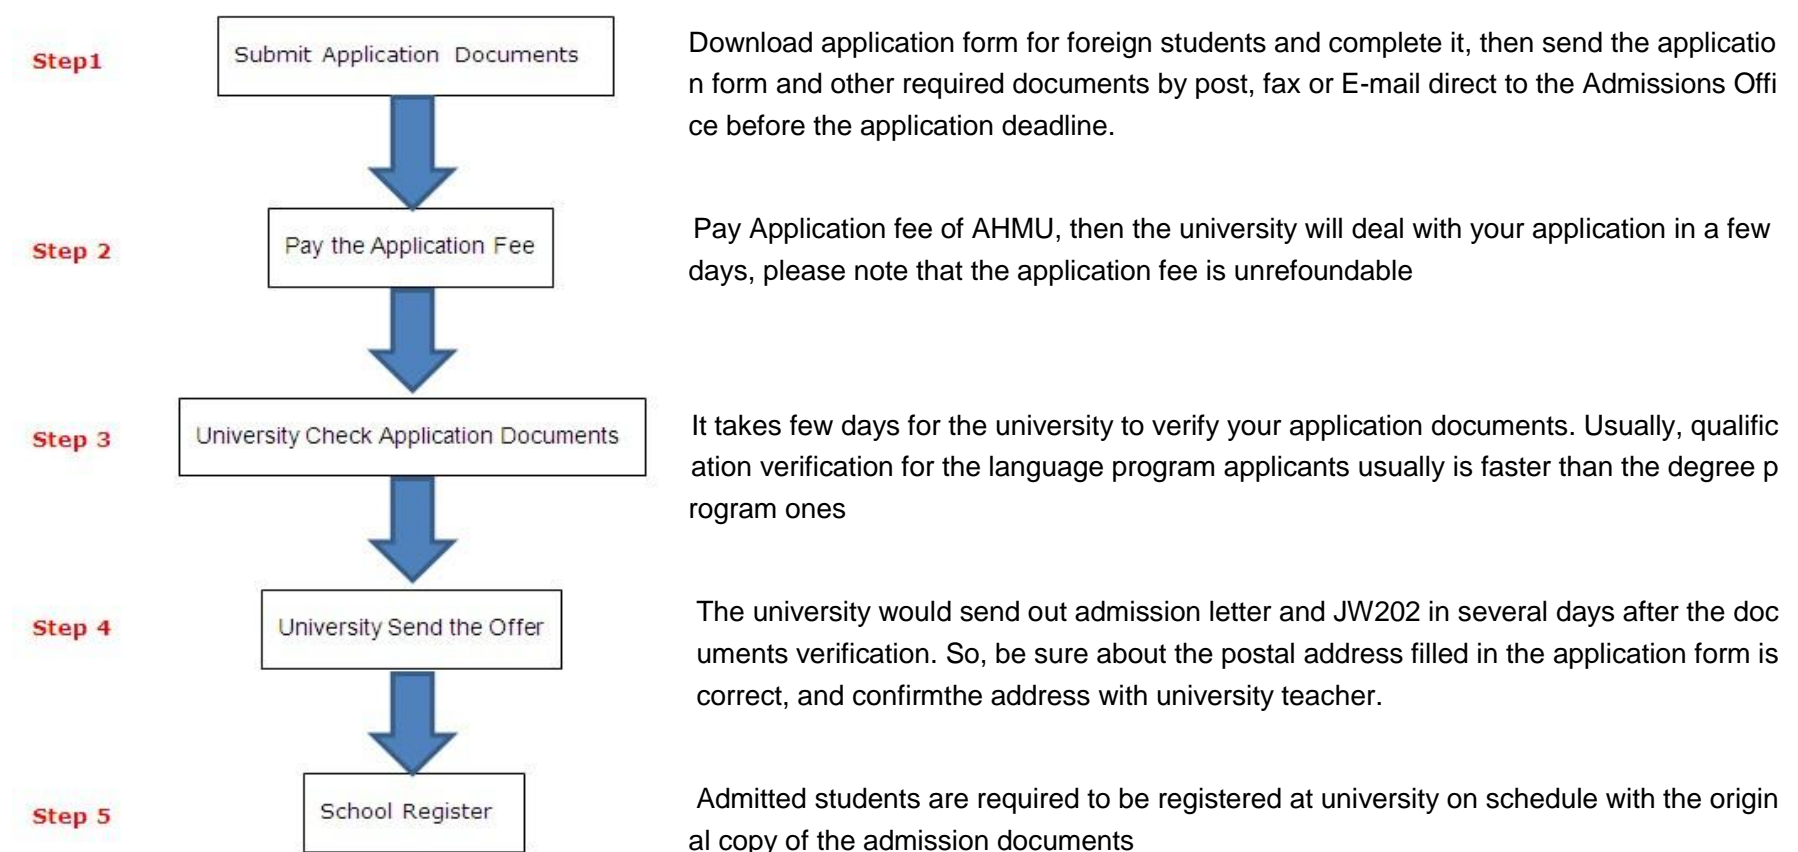 Step1
Submit Application Documents
Download application form for foreign students and complete it, then send the applicatio
n form and other required documents by post, fax or E-mail direct to the Admissions Offi
ce before the application deadline.
Step 2
Pay the Application Fee
Pay Application fee of AHMU, then the university will deal with your application in a few
days, please note that the application fee is unrefoundable
Step 3
University Check Application Documents
It takes few days for the university to verify your application documents. Usually, qualific
ation verification for the language program applicants usually is faster than the degree p
rogram ones
Step 4
University Send the Offer
The university would send out admission letter and JW202 in several days after the doc
uments verification. So, be sure about the postal address filled in the application form is
correct, and confirmthe address with university teacher.
Step 5
School Register
Admitted students are required to be registered at university on schedule with the origin
al copy of the admission documents